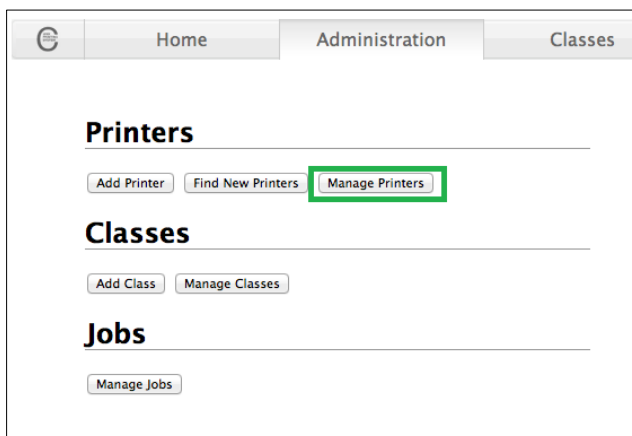 Home Administration Classes
Printers
Add Printer Find New Printers Manage Printers
Classes
Add Class Manage Classes
Jobs
Manage Jobs